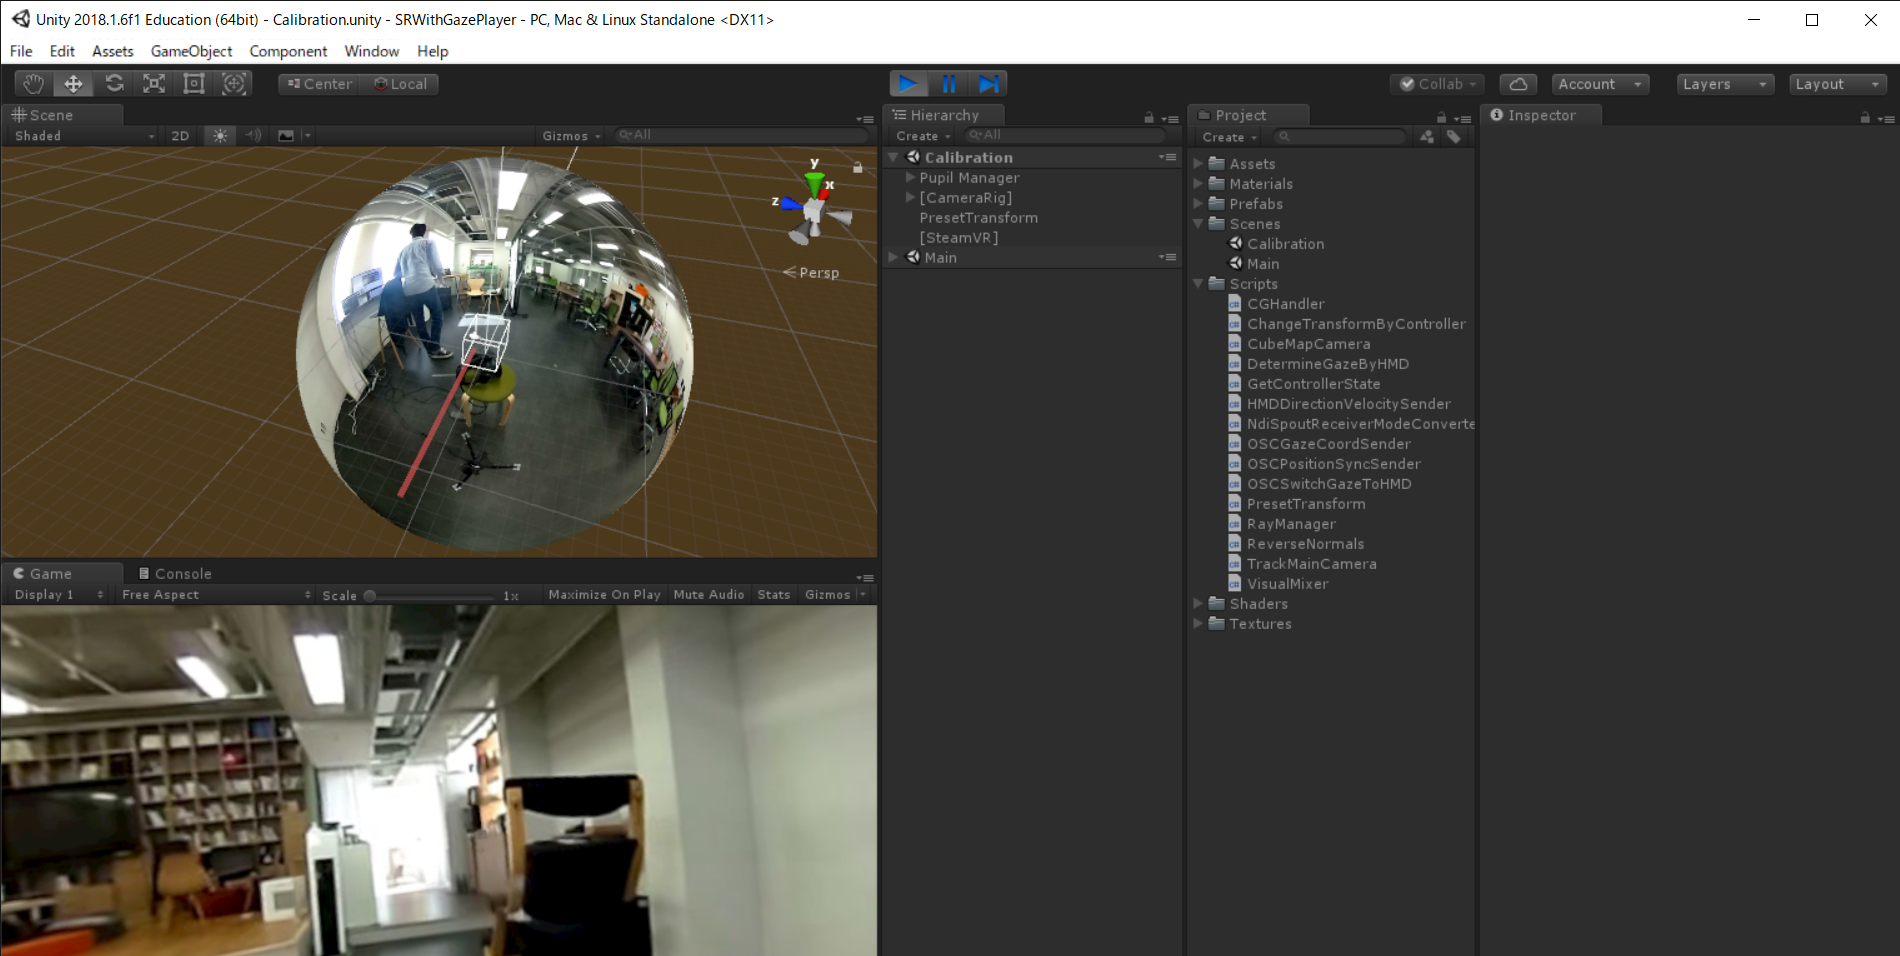 Unity 2018.1.6f1 Education (64bit) - Calibration.unity - SRWithGazePlayer - PC, Mac & Linux Standalone <DX11>
File Edit Assets GameObject Component Window Help
Center Local Collab Account Layers Layout
Scene
Shaded 2D Gizmos All
y
x
z
Persp
Game Console
Display 1 Free Aspect Scale 1x Maximize On Play Mute Audio Stats Gizmos
Hierarchy
Create All
Calibration
Pupil Manager
[CameraRig]
PresetTransform
[SteamVR]
Main
Project
Create
Assets
Materials
Prefabs
Scenes
Calibration
Main
Scripts
CGHandler
ChangeTransformByController
CubeMapCamera
DetermineGazeByHMD
GetControllerState
HMDDirectionVelocitySender
NdiSpoutReceiverModeConverte
OSCGazeCoordSender
OSCPositionSyncSender
OSCSwitchGazeToHMD
PresetTransform
RayManager
ReverseNormals
TrackMainCamera
VisualMixer
Shaders
Textures
Inspector